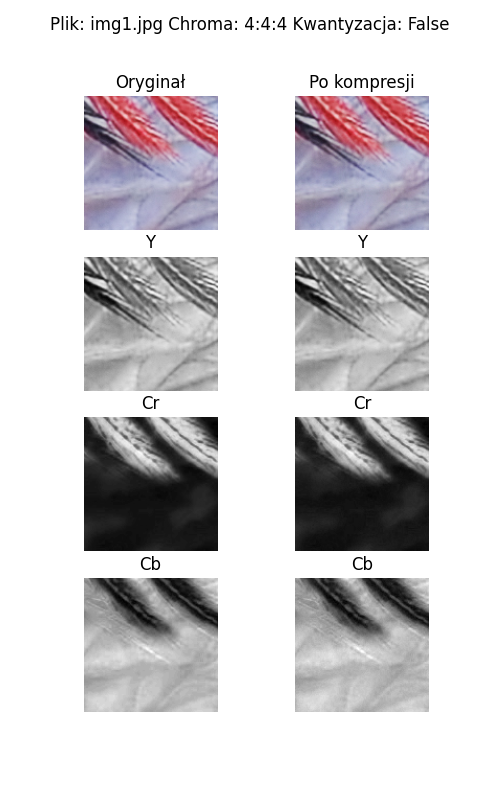 Plik: img1.jpg Chroma: 4:4:4 Kwantyzacja: False
Oryginał Po kompresji
Y Y
Cr Cr
Cb Cb